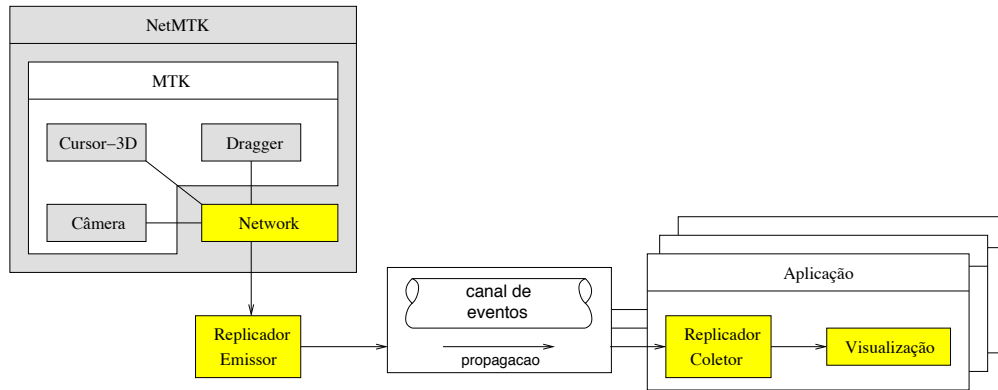 NetMTK
MTK
Cursor–3D
Dragger
Câmera
Network
Replicador
Emissor
canal de
eventos
propagacao
Aplicação
Replicador
Coletor
Visualização